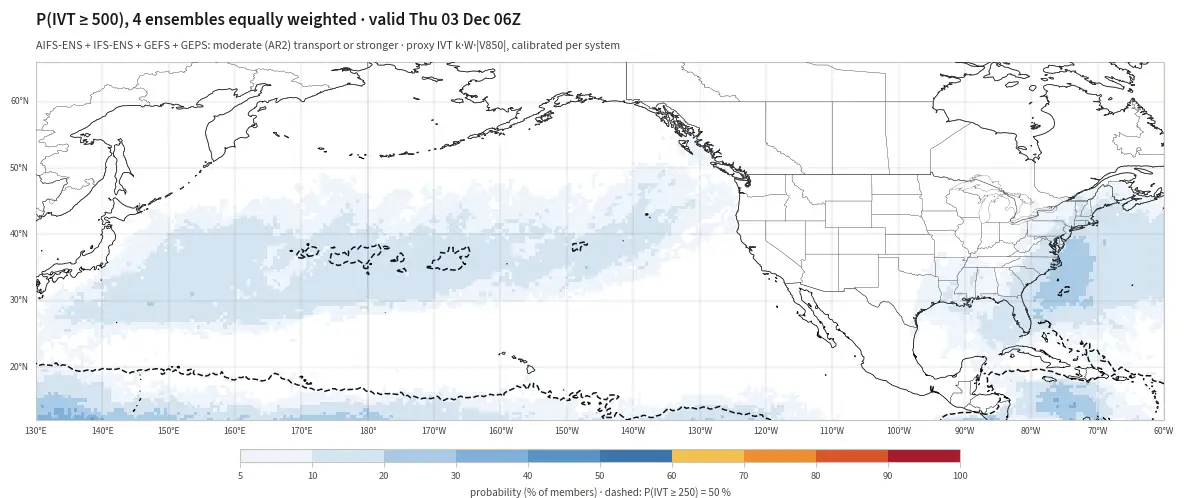 P(IVT ≥ 500), 4 ensembles equally weighted · valid Thu 03 Dec 06Z
AIFS-ENS + IFS-ENS + GEFS + GEPS: moderate (AR2) transport or stronger · proxy IVT k·W·|V850|, calibrated per system
60°N
50°N
40°N
30°N
20°N
130°E 140°E 150°E 160°E 170°E 180° 170°W 160°W 150°W 140°W 130°W 120°W 110°W 100°W 90°W 80°W 70°W 60°W
5 10 20 30 40 50 60 70 80 90 100
probability (% of members) · dashed: P(IVT ≥ 250) = 50 %